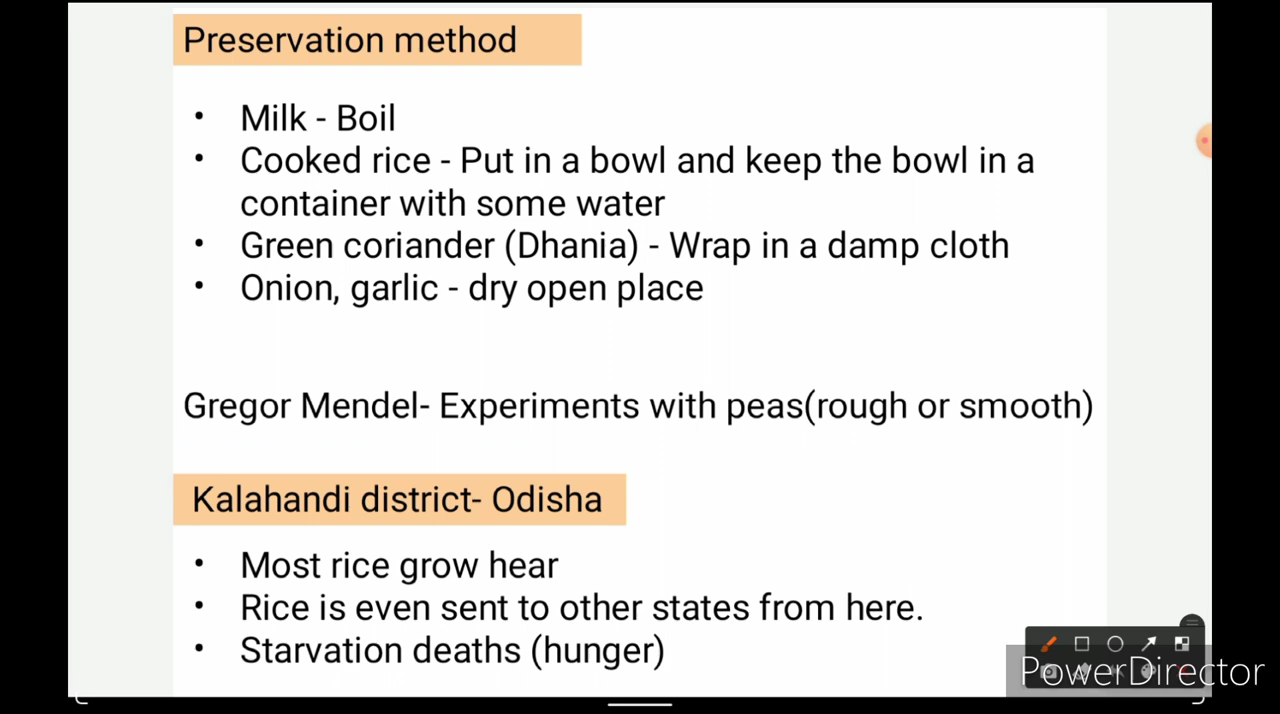 Preservation method
• Milk - Boil
• Cooked rice - Put in a bowl and keep the bowl in a
container with some water
• Green coriander (Dhania) - Wrap in a damp cloth
• Onion, garlic - dry open place
Gregor Mendel- Experiments with peas(rough or smooth)
Kalahandi district- Odisha
• Most rice grow hear
• Rice is even sent to other states from here.
• Starvation deaths (hunger)
PowerDirector